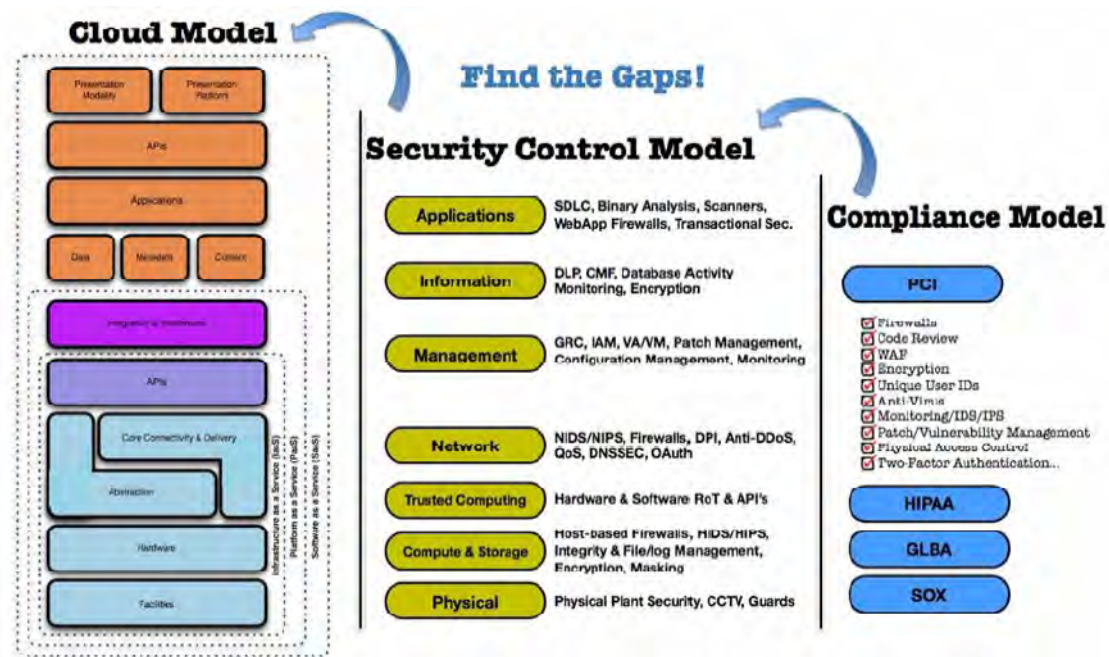 Cloud Model
Find the Gaps!
Presentation
Modality
Presentation
Platform
APIs
Applications
Data
Metadata
Content
Integration & Middleware
APIs
Core Connectivity & Delivery
Abstraction
Hardware
Facilities
Infrastructure as a Service (IaaS)
Platform as a Service (PaaS)
Software as a Service (SaaS)
Security Control Model
Applications
SDLC, Binary Analysis, Scanners,
WebApp Firewalls, Transactional Sec.
Information
DLP, CMF, Database Activity
Monitoring, Encryption
Management
GRC, IAM, VA/VM, Patch Management,
Configuration Management, Monitoring
Network
NIDS/NIPS, Firewalls, DPI, Anti-DDoS,
QoS, DNSSEC, OAuth
Trusted Computing
Hardware & Software RoT & API's
Compute & Storage
Host-based Firewalls, HIDS/HIPS,
Integrity & File/log Management,
Encryption, Masking
Physical
Physical Plant Security, CCTV, Guards
Compliance Model
PCI
Firewalls
Code Review
WAF
Encryption
Unique User IDs
Anti-Virus
Monitoring/IDS/IPS
Patch/Vulnerability Management
Physical Access Control
Two-Factor Authentication...
HIPAA
GLBA
SOX